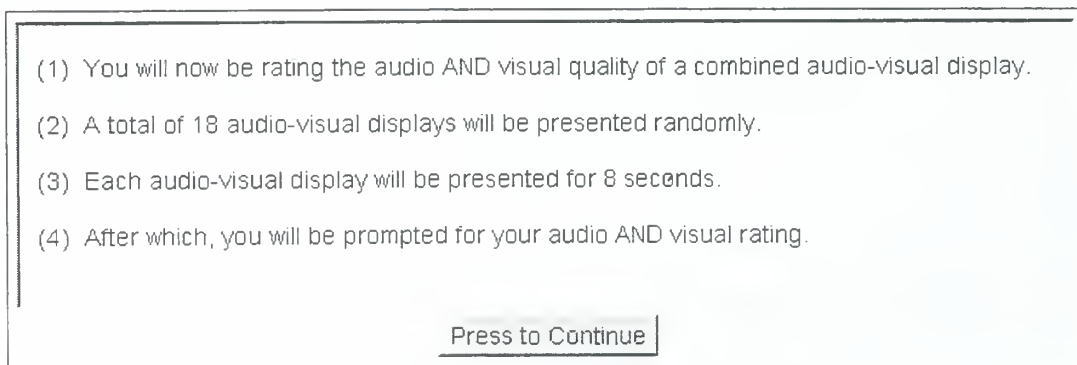 (1) You will now be rating the audio AND visual quality of a combined audio-visual display.
(2) A total of 18 audio-visual displays will be presented randomly.
(3) Each audio-visual display will be presented for 8 seconds.
(4) After which, you will be prompted for your audio AND visual rating.
Press to Continue